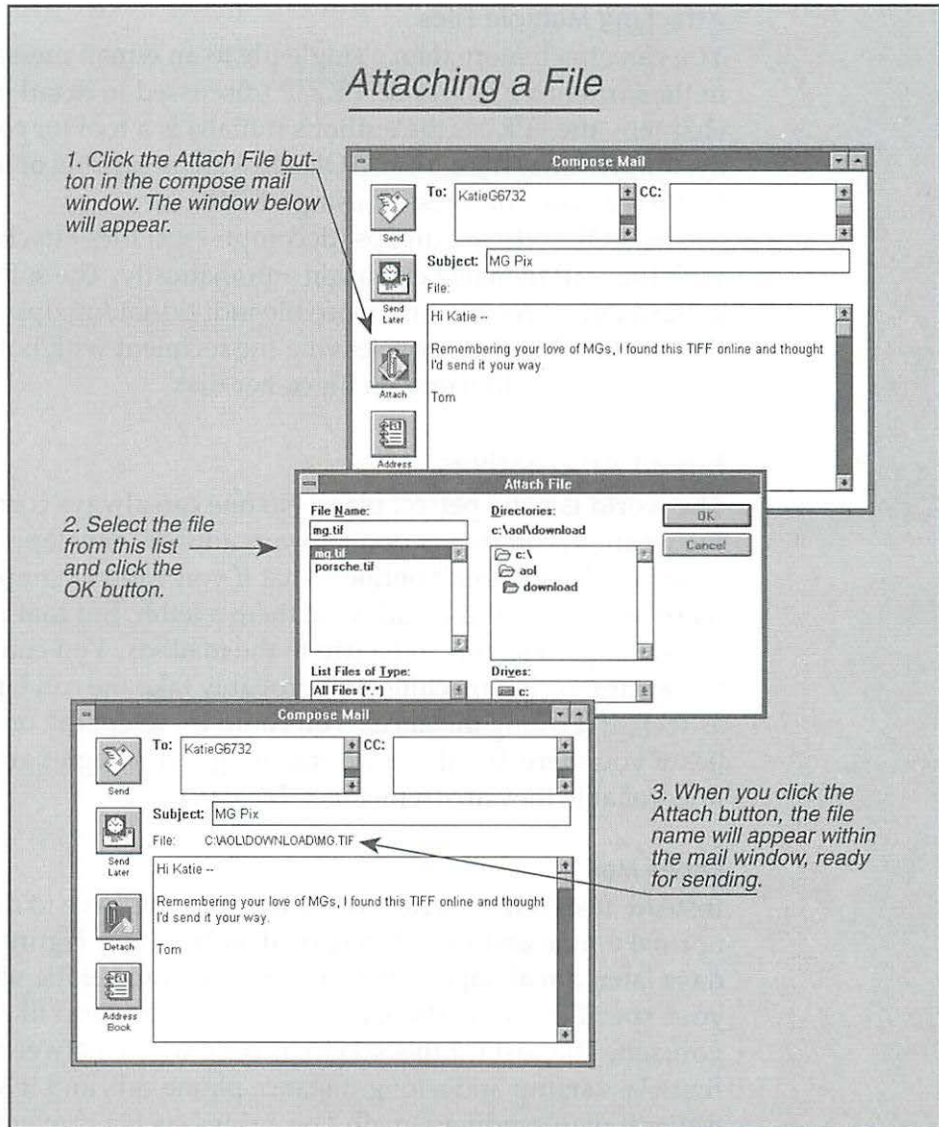 Attaching a File
1. Click the Attach File but-
ton in the compose mail
window. The window below
will appear.
Compose Mail
Send
To:
KatieG6732
CC:
Send
Later
Subject:
MG Pix
File:
Attach
Hi Katie --
Remembering your love of MGs, I found this TIFF online and thought
I'd send it your way.
Tom
Address
2. Select the file
from this list
and click the
OK button.
Attach File
File Name:
mg.tif
mg.tif
porsche.tif
Directories:
c:\aol\download
c:\
aol
download
OK
Cancel
List Files of Type:
All Files (*.*)
Drives:
c:
Compose Mail
Send
To:
KatieG6732
CC:
Send
Later
Subject:
MG Pix
File:
C:\AOL\DOWNLOAD\MG.TIF
Detach
Hi Katie --
Remembering your love of MGs, I found this TIFF online and thought
I'd send it your way.
Tom
Address
Book
3. When you click the
Attach button, the file
name will appear within
the mail window, ready
for sending.